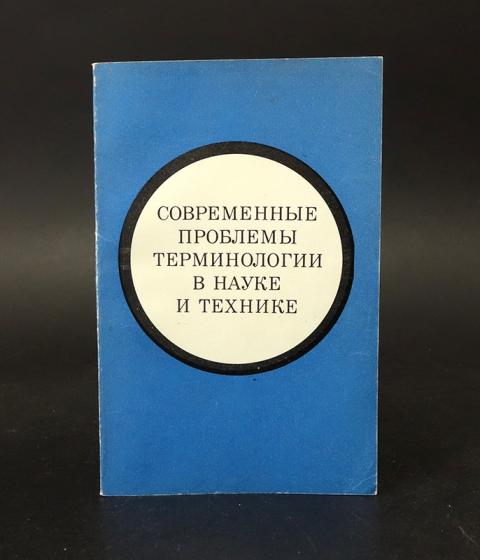 СОВРЕМЕННЫЕ
ПРОБЛЕМЫ
ТЕРМИНОЛОГИИ
В НАУКЕ
И ТЕХНИКЕ